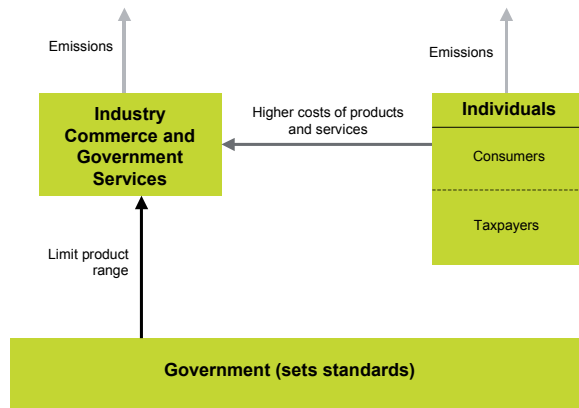 Emissions
Emissions
Industry
Commerce and
Government
Services
Higher costs of products
and services
Individuals
Consumers
Taxpayers
Limit product
range
Government (sets standards)